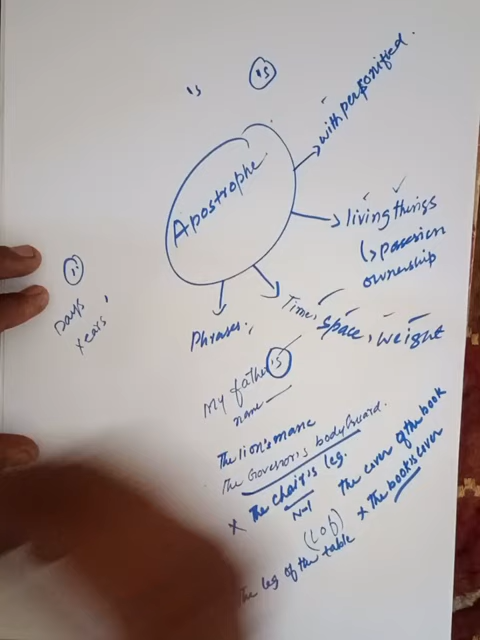 's 's
with personified.
Apostrophe
living things
↳ possession
ownership
Days,
Years
Phrases,
Time, Space, Weight
My father's
name
The lion's mane
The Governor's bodyguard.
x The chair's leg.
N-1
the cover of the book
x The book's cover
(of)
The leg of the table